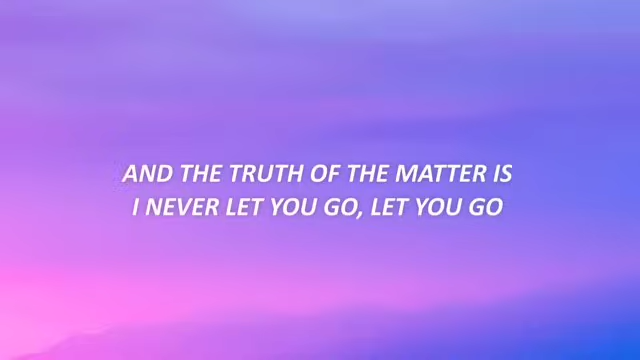 AND THE TRUTH OF THE MATTER IS
I NEVER LET YOU GO, LET YOU GO